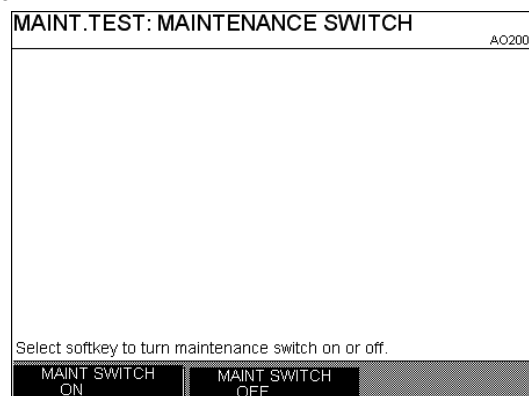 MAINT.TEST: MAINTENANCE SWITCH
AO200
Select softkey to turn maintenance switch on or off.
MAINT SWITCH
ON
MAINT SWITCH
OFF